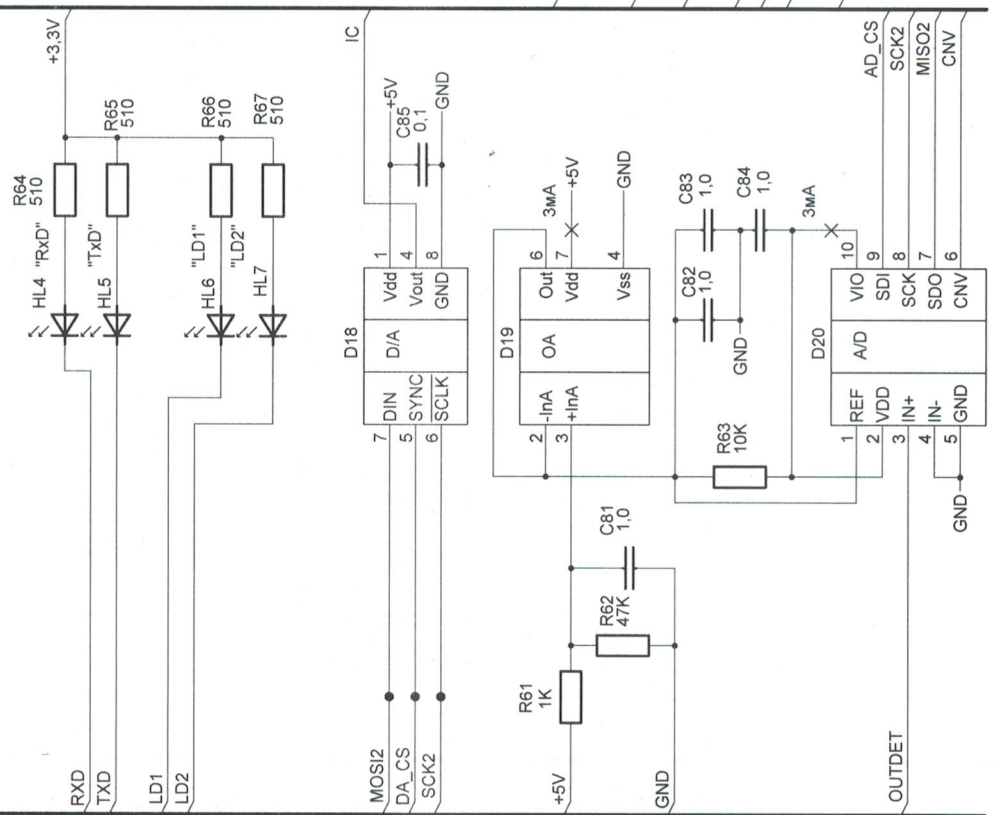 +3,3V
R64
510
R65
510
R66
510
R67
510
HL4 "RxD"
HL5
"TxD"
HL6
"LD1"
"LD2"
HL7
RXD
TXD
LD1
LD2
IC
+5V
C85
0,1
GND
D18
D/A
1
Vdd
4
Vout
8
GND
7
DIN
5
SYNC
6
SCLK
MOSI2
DA_CS
SCK2
D19
OA
6
Out
7
Vdd
4
Vss
3мА
+5V
GND
2
-InA
3
+InA
R61
1K
R62
47K
C81
1,0
+5V
GND
C82
1,0
C83
1,0
C84
1,0
GND
3мА
R63
10K
D20
A/D
10
VIO
9
SDI
8
SCK
7
SDO
6
CNV
1
REF
2
VDD
3
IN+
4
IN-
5
GND
GND
OUTDET
AD_CS
SCK2
MISO2
CNV